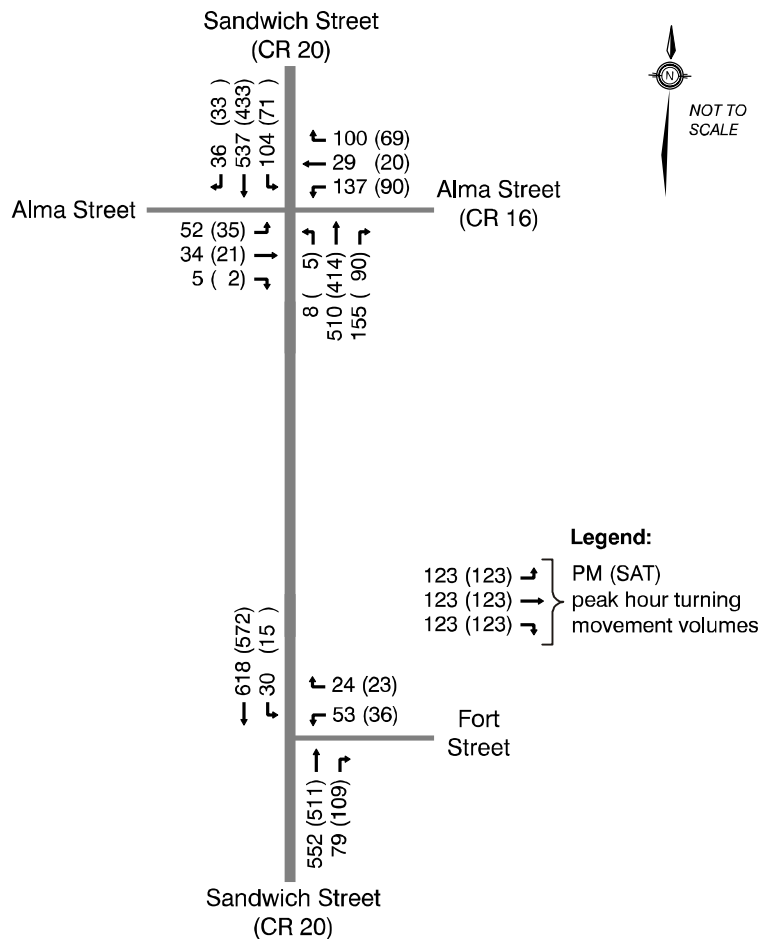 Sandwich Street
(CR 20)
N
NOT TO
SCALE
36 (33 )
537 (433)
104 (71 )
100 (69)
29 (20)
137 (90)
Alma Street
Alma Street
(CR 16)
52 (35)
34 (21)
5 ( 2)
8 ( 5)
510 (414)
155 ( 90)
Legend:
123 (123)
123 (123)
123 (123)
PM (SAT)
peak hour turning
movement volumes
618 (572)
30 (15 )
24 (23)
53 (36)
Fort
Street
552 (511)
79 (109)
Sandwich Street
(CR 20)